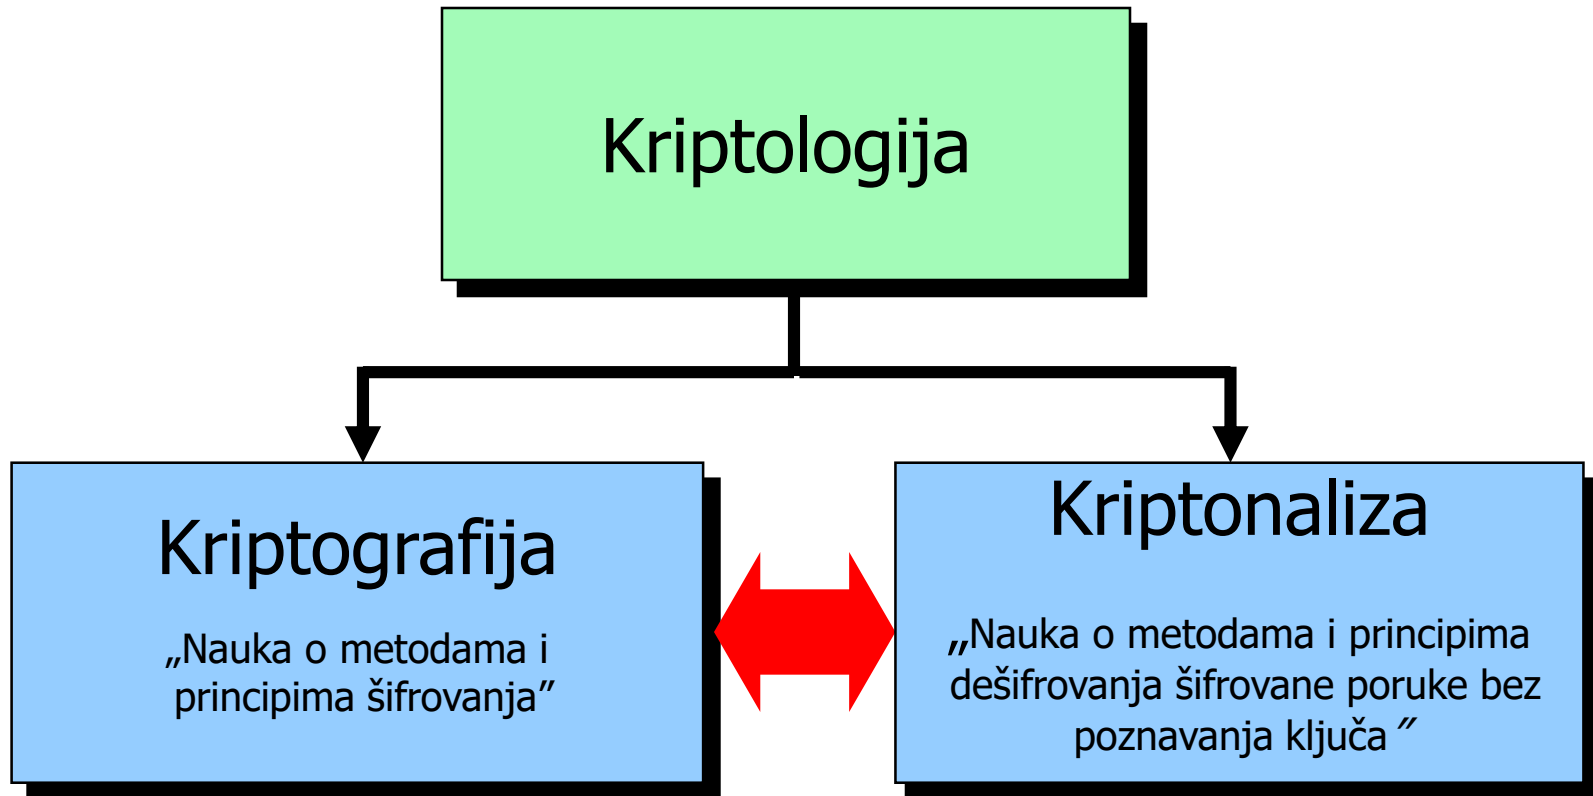 Kriptologija
Kriptografija
„Nauka o metodama i
principima šifrovanja”
Kriptonaliza
„Nauka o metodama i principima
dešifrovanja šifrovane poruke bez
poznavanja ključa ”